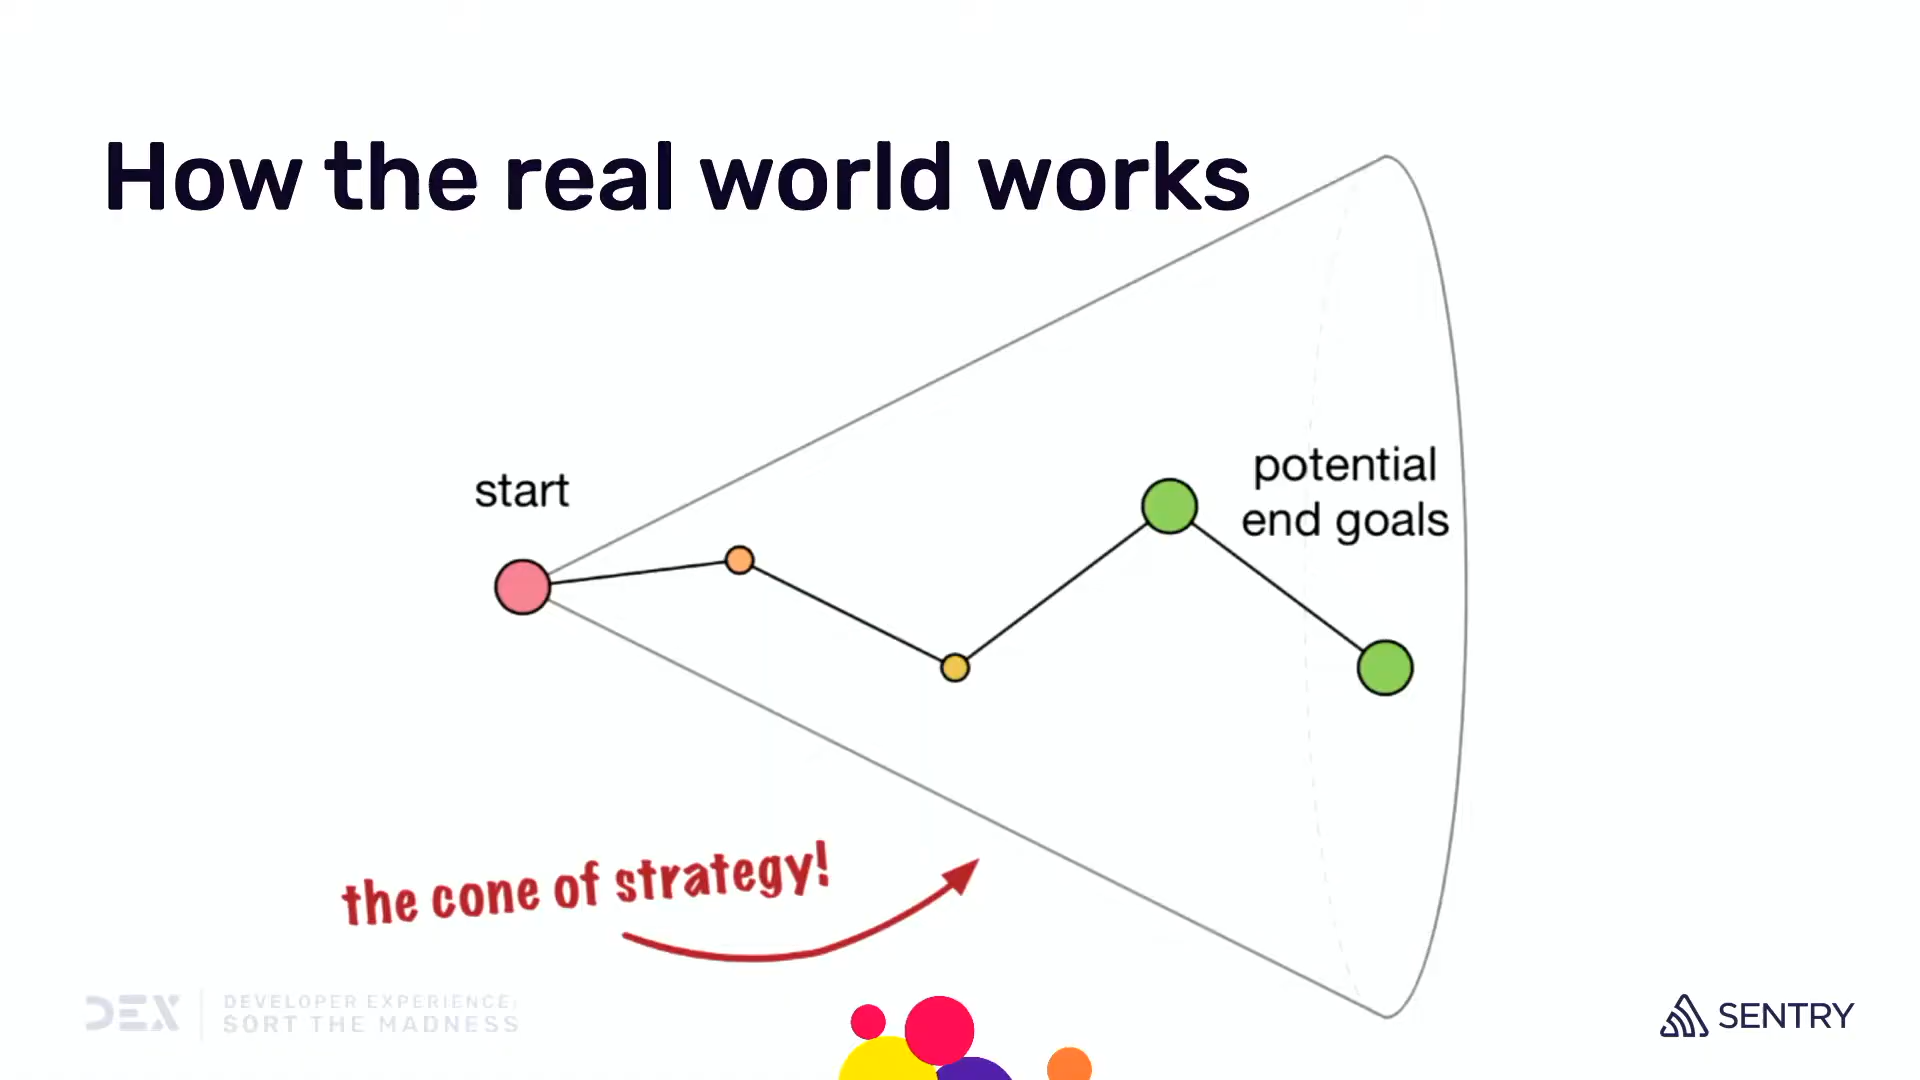 How the real world works
start
potential
end goals
the cone of strategy!
DEX
DEVELOPER EXPERIENCE:
SORT THE MADNESS
SENTRY